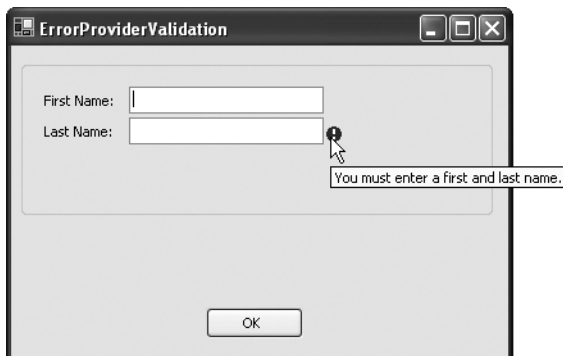 ErrorProviderValidation
First Name:
Last Name:
You must enter a first and last name.
OK